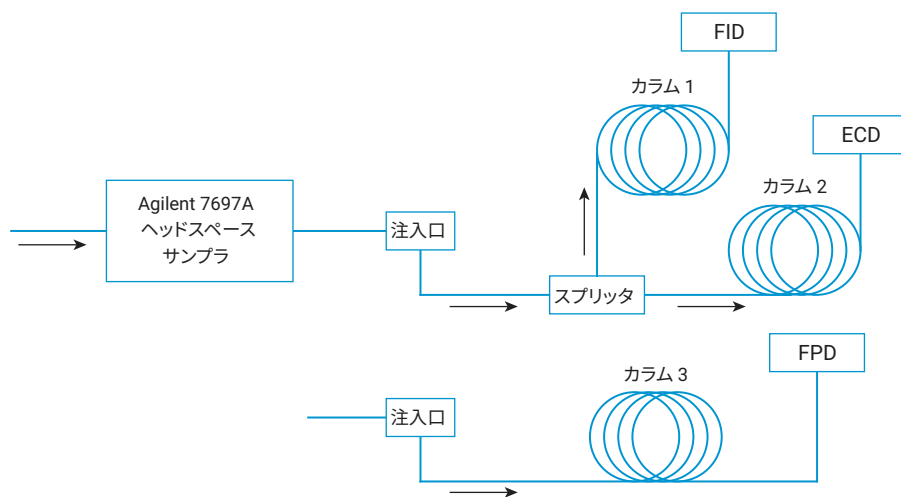 FID
カラム 1
ECD
カラム 2
Agilent 7697A
ヘッドスペース
サンプラ
注入口
スプリッタ
FPD
カラム 3
注入口